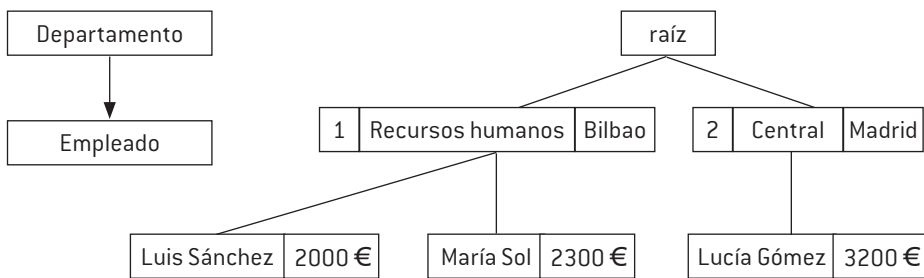 Departamento
raíz
1 Recursos humanos Bilbao
2 Central Madrid
Empleado
Luis Sánchez 2000 €
María Sol 2300 €
Lucía Gómez 3200 €